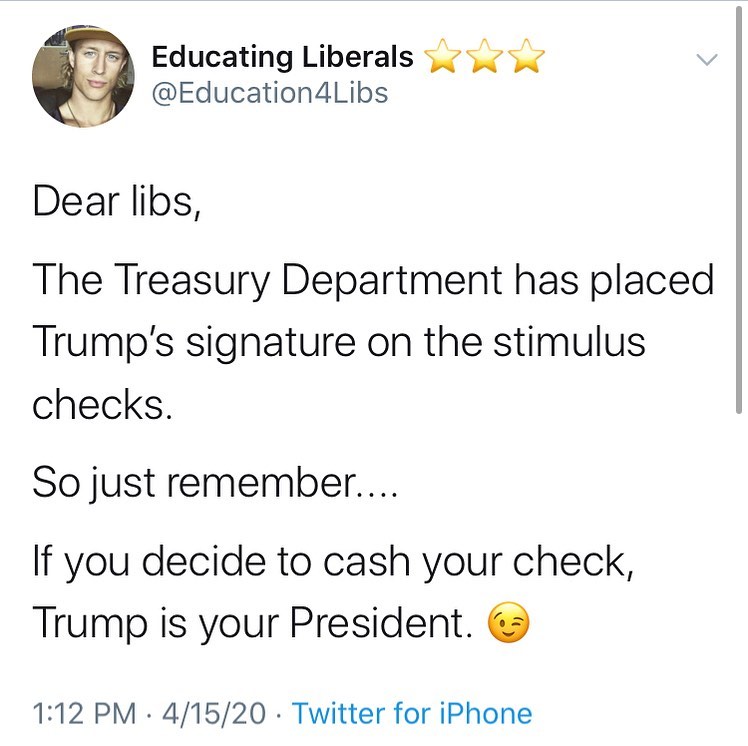 Educating Liberals ⭐⭐⭐
@Education4Libs
Dear libs,
The Treasury Department has placed
Trump’s signature on the stimulus
checks.
So just remember....
If you decide to cash your check,
Trump is your President. 😉
1:12 PM · 4/15/20 · Twitter for iPhone